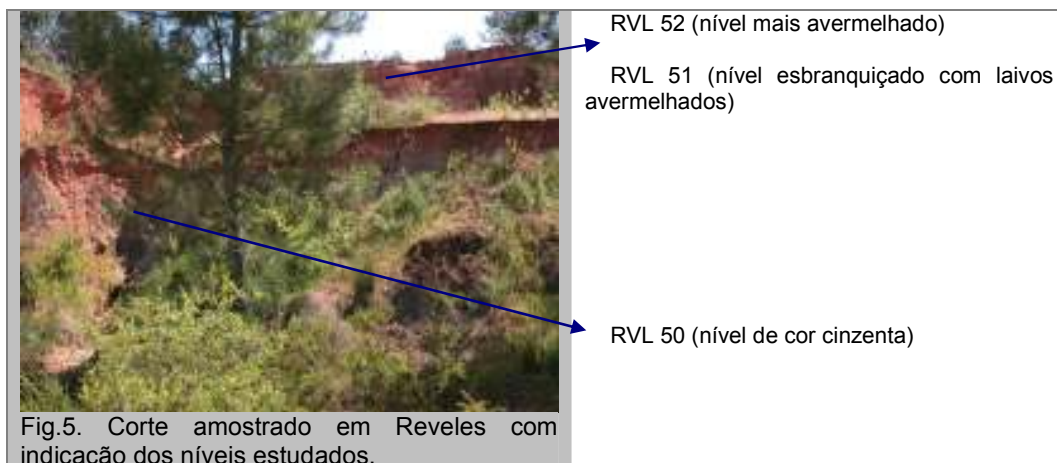 RVL 52 (nível mais avermelhado)
RVL 51 (nível esbranquiçado com laivos
avermelhados)
RVL 50 (nível de cor cinzenta)
Fig.5. Corte amostrado em Reveles com
indicação dos níveis estudados.